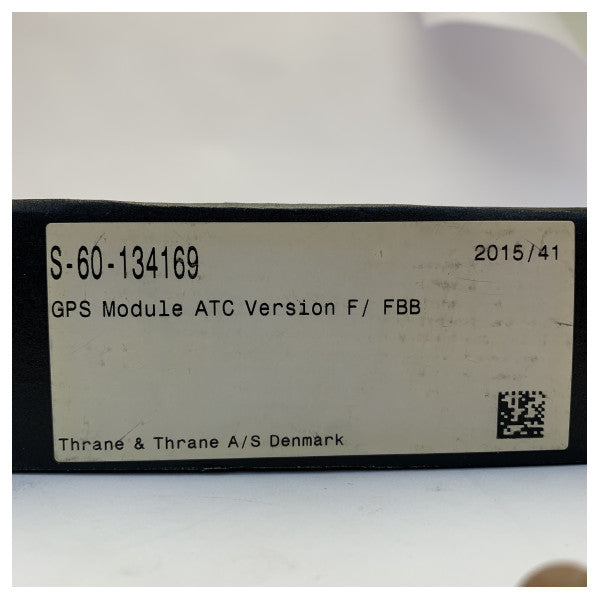 S-60-134169
2015/41
GPS Module ATC Version F/ FBB
Thrane & Thrane A/S Denmark